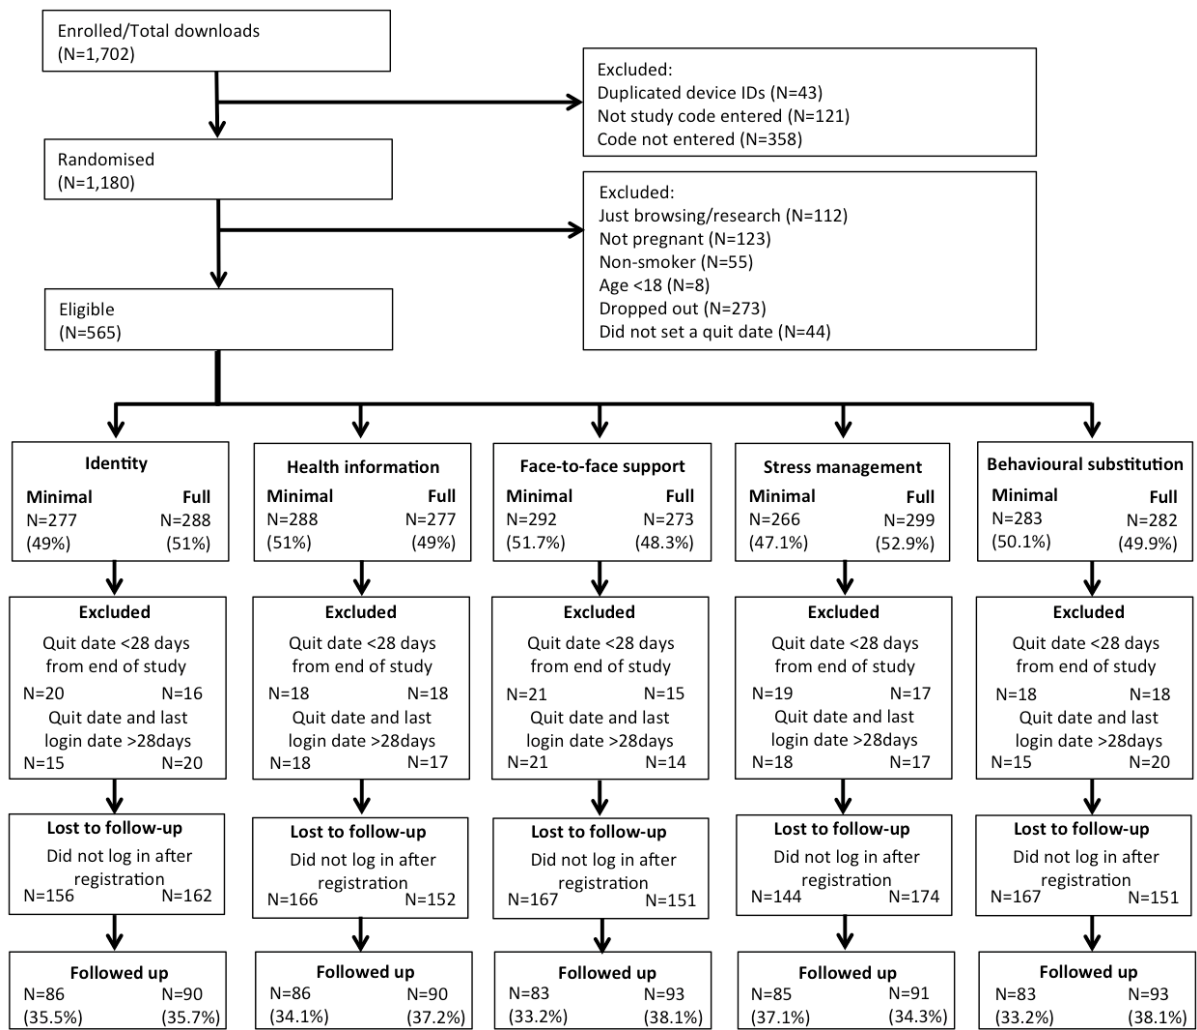 Enrolled/Total downloads
(N=1,702)
Excluded:
Duplicated device IDs (N=43)
Not study code entered (N=121)
Code not entered (N=358)
Randomised
(N=1,180)
Excluded:
Just browsing/research (N=112)
Not pregnant (N=123)
Non-smoker (N=55)
Age <18 (N=8)
Dropped out (N=273)
Did not set a quit date (N=44)
Eligible
(N=565)
Identity
Minimal Full
N=277 N=288
(49%) (51%)
Health information
Minimal Full
N=288 N=277
(51%) (49%)
Face-to-face support
Minimal Full
N=292 N=273
(51.7%) (48.3%)
Stress management
Minimal Full
N=266 N=299
(47.1%) (52.9%)
Behavioural substitution
Minimal Full
N=283 N=282
(50.1%) (49.9%)
Excluded
Quit date <28 days
from end of study
N=20 N=16
Quit date and last
login date >28days
N=15 N=20
Excluded
Quit date <28 days
from end of study
N=18 N=18
Quit date and last
login date >28days
N=18 N=17
Excluded
Quit date <28 days
from end of study
N=21 N=15
Quit date and last
login date >28days
N=21 N=14
Excluded
Quit date <28 days
from end of study
N=19 N=17
Quit date and last
login date >28days
N=18 N=17
Excluded
Quit date <28 days
from end of study
N=18 N=18
Quit date and last
login date >28days
N=15 N=20
Lost to follow-up
Did not log in after
registration
N=156 N=162
Lost to follow-up
Did not log in after
registration
N=166 N=152
Lost to follow-up
Did not log in after
registration
N=167 N=151
Lost to follow-up
Did not log in after
registration
N=144 N=174
Lost to follow-up
Did not log in after
registration
N=167 N=151
Followed up
N=86 N=90
(35.5%) (35.7%)
Followed up
N=86 N=90
(34.1%) (37.2%)
Followed up
N=83 N=93
(33.2%) (38.1%)
Followed up
N=85 N=91
(37.1%) (34.3%)
Followed up
N=83 N=93
(33.2%) (38.1%)